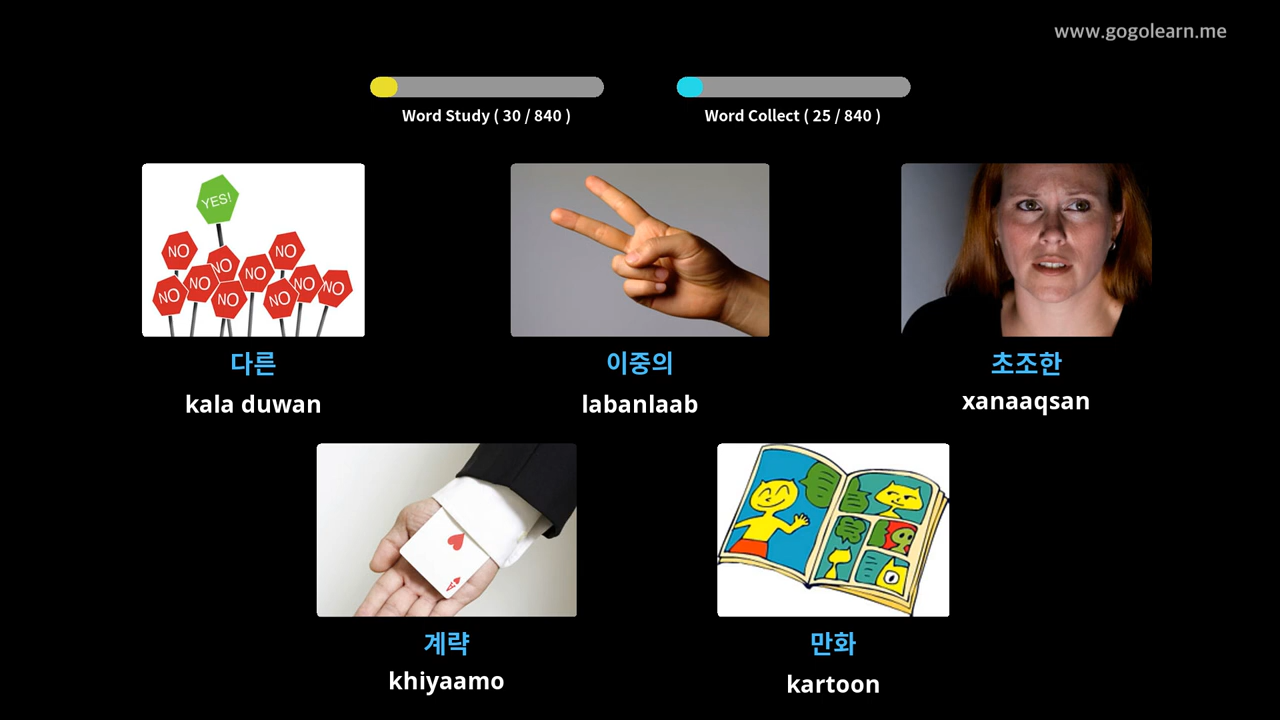 www.gogolearn.me
Word Study ( 30 / 840 )
Word Collect ( 25 / 840 )
YES!
NO
NO
NO
NO
NO
NO
NO
NO
NO
NO
다른
이중의
초조한
kala duwan
labanlaab
xanaaqsan
A
계략
만화
khiyaamo
kartoon